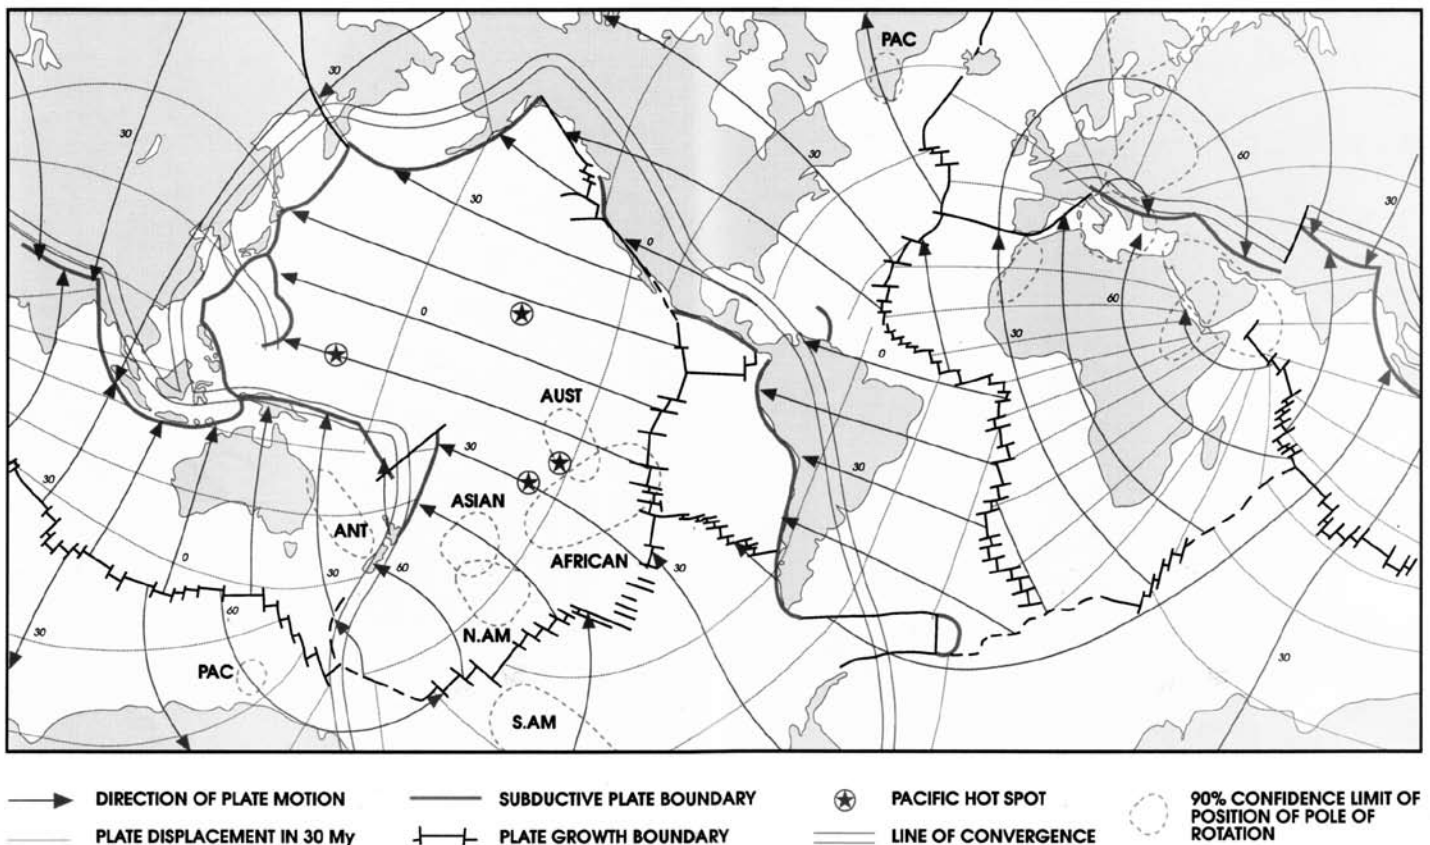 PAC
30
30
60
30
30
30
0
0
60
30
0
AUST
30
30
ASIAN
30
ANT
AFRICAN
0
60
30
30
60
N.AM
30
30
PAC
S.AM
DIRECTION OF PLATE MOTION
SUBDUCTIVE PLATE BOUNDARY
PACIFIC HOT SPOT
90% CONFIDENCE LIMIT OF
POSITION OF POLE OF
ROTATION
PLATE DISPLACEMENT IN 30 My
PLATE GROWTH BOUNDARY
LINE OF CONVERGENCE